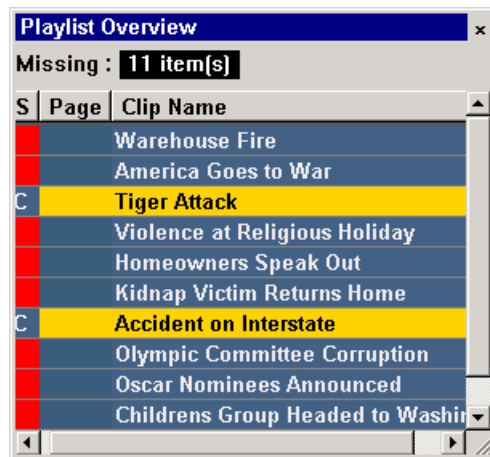 Playlist Overview
Missing : 11 item(s)
S Page Clip Name
Warehouse Fire
America Goes to War
C Tiger Attack
Violence at Religious Holiday
Homeowners Speak Out
Kidnap Victim Returns Home
C Accident on Interstate
Olympic Committee Corruption
Oscar Nominees Announced
Childrens Group Headed to Washin